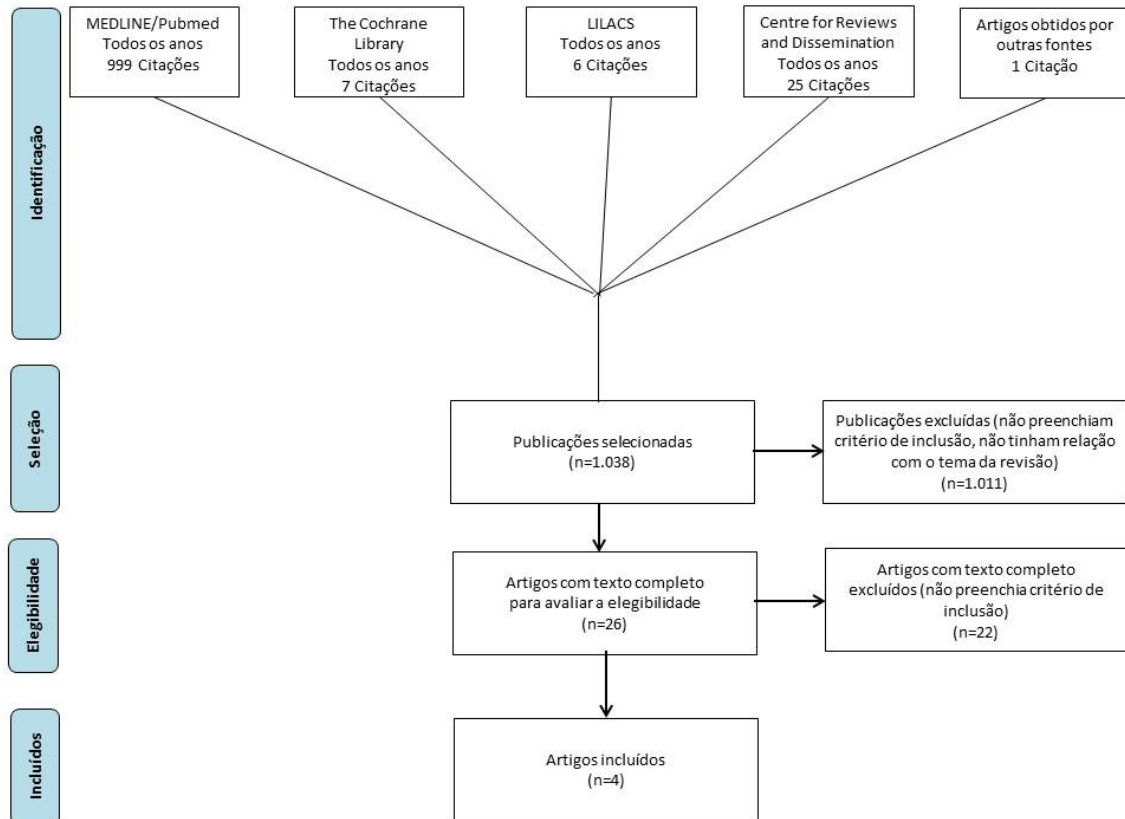 MEDLINE/Pubmed
Todos os anos
999 Citações
The Cochrane
Library
Todos os anos
7 Citações
LILACS
Todos os anos
6 Citações
Centre for Reviews
and Dissemination
Todos os anos
25 Citações
Artigos obtidos por
outras fontes
1 Citação
Identificação
Seleção
Publicações selecionadas
(n=1.038)
Publicações excluídas (não preenchiam
critério de inclusão, não tinham relação
com o tema da revisão)
(n=1.011)
Elegibilidade
Artigos com texto completo
para avaliar a elegibilidade
(n=26)
Artigos com texto completo
excluídos (não preenchia critério de
inclusão)
(n=22)
Incluídos
Artigos incluídos
(n=4)